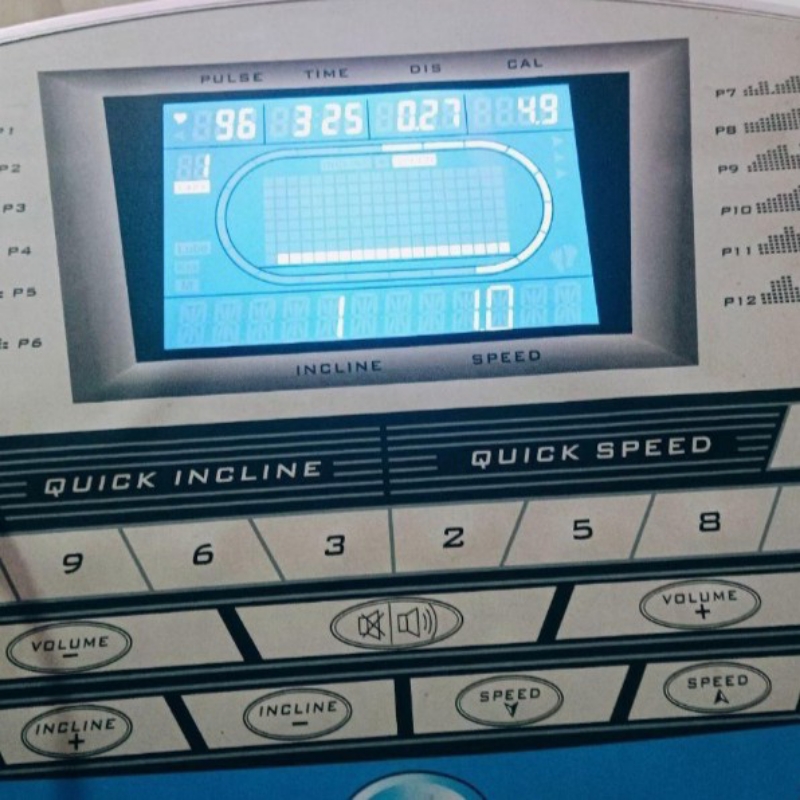 PULSE TIME DIS CAL
96 3:25 0.27 4.9
1
1 1.0
INCLINE SPEED
P2
P3
P4
P5
P6
P7
P8
P9
P10
P11
P12
QUICK INCLINE QUICK SPEED
9 6 3 2 5 8
VOLUME - VOLUME +
INCLINE + INCLINE - SPEED SPEED